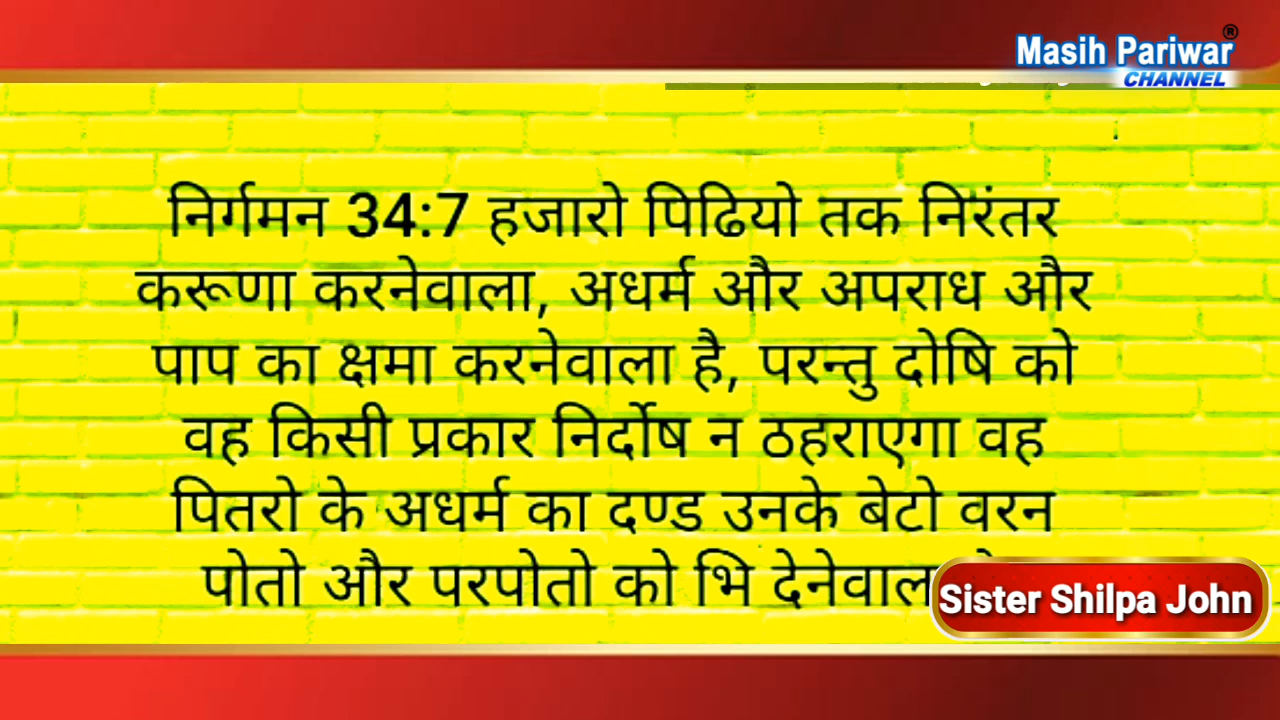 Masih Pariwar®
CHANNEL
निर्गमन 34:7 हजारो पिढियो तक निरंतर
करूणा करनेवाला, अधर्म और अपराध और
पाप का क्षमा करनेवाला है, परन्तु दोषि को
वह किसी प्रकार निर्दोष न ठहराएगा वह
पितरो के अधर्म का दण्ड उनके बेटो वरन
पोतो और परपोतो को भि
Sister Shilpa John